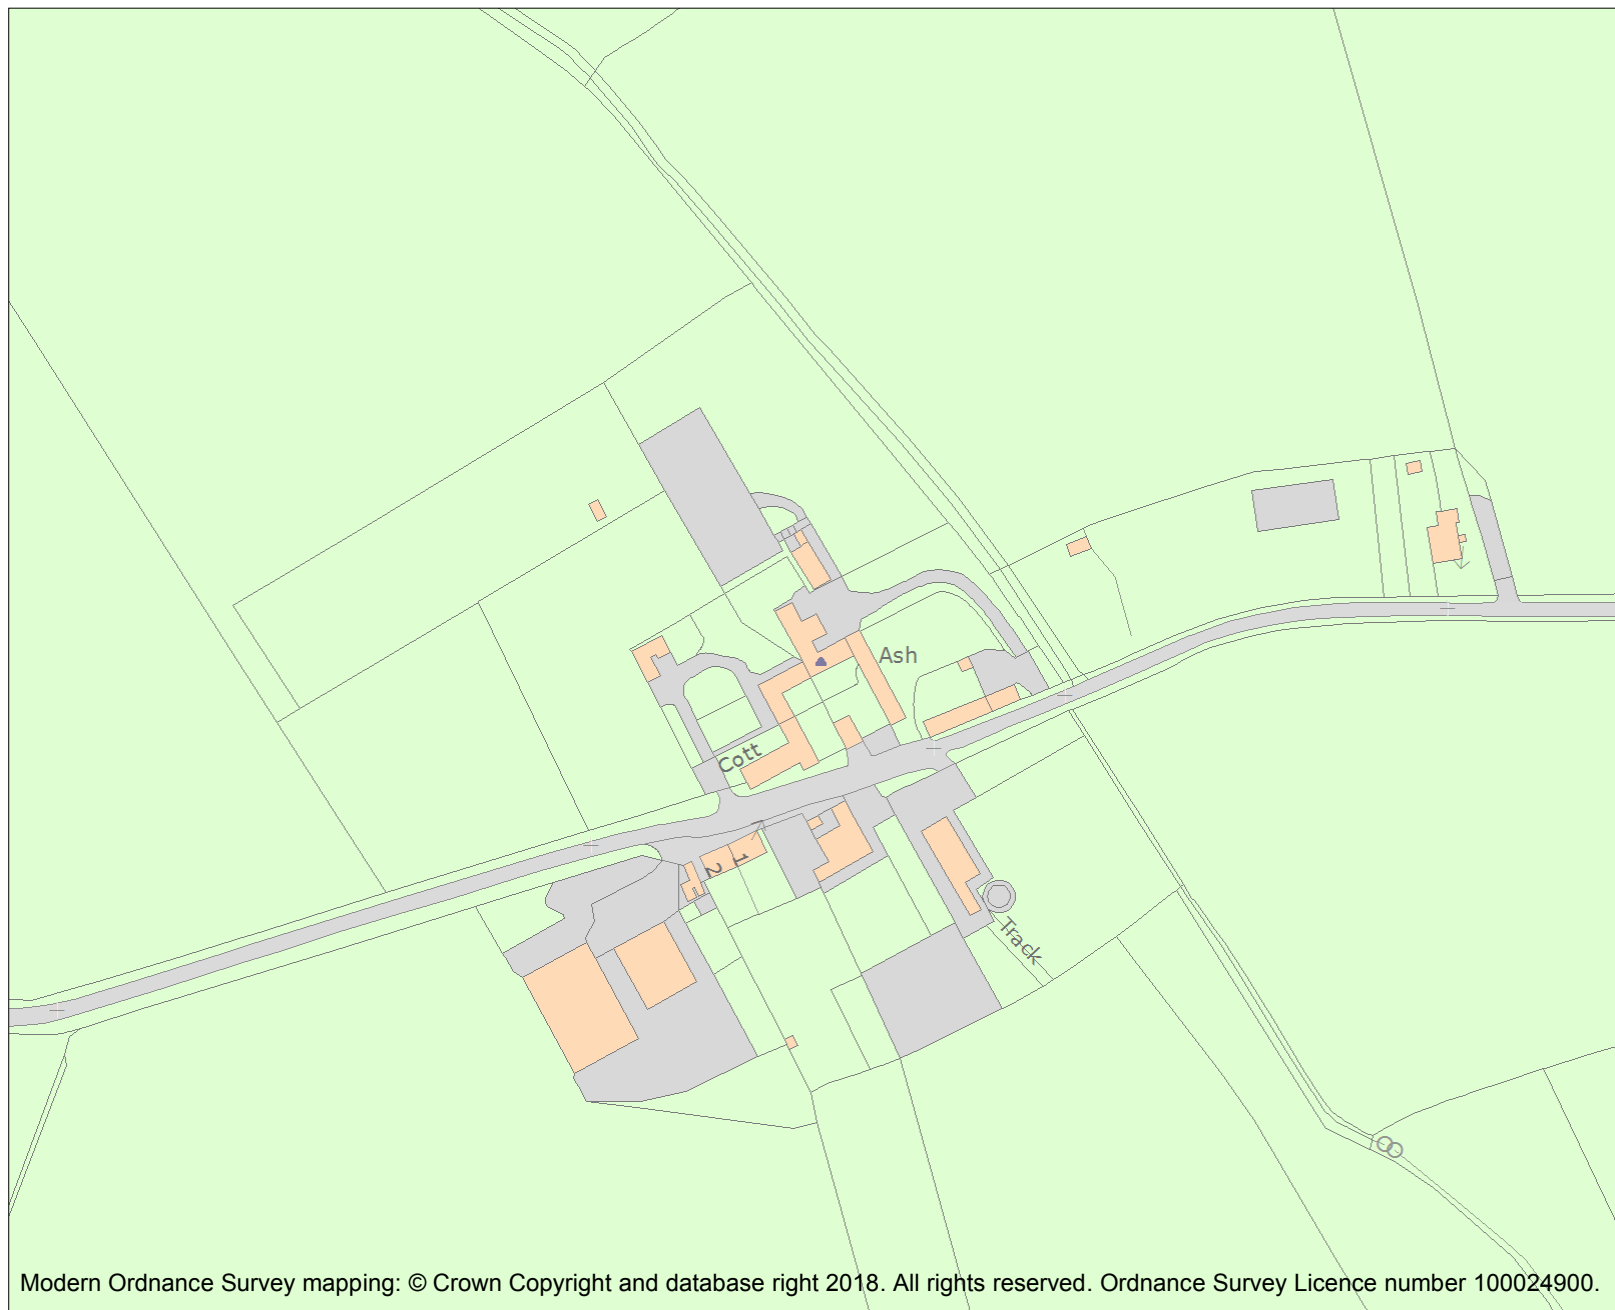 Ash
Cott
1
2
Track
Modern Ordnance Survey mapping: © Crown Copyright and database right 2018. All rights reserved. Ordnance Survey Licence number 100024900.